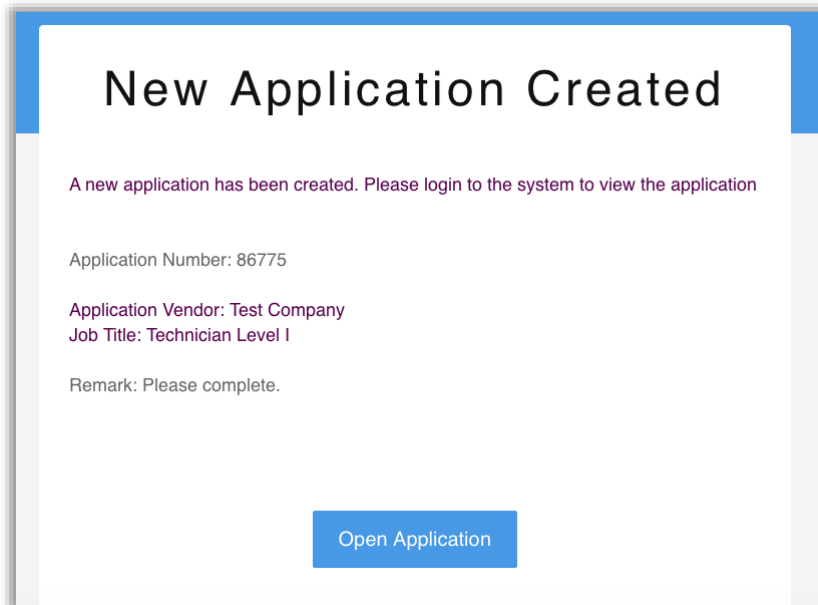 New Application Created
A new application has been created. Please login to the system to view the application
Application Number: 86775
Application Vendor: Test Company
Job Title: Technician Level I
Remark: Please complete.
Open Application